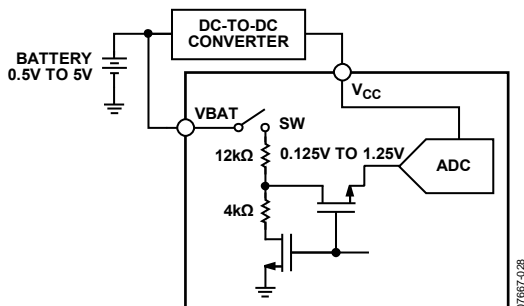 DC-TO-DC
CONVERTER
BATTERY
0.5V TO 5V
VCC
VBAT
SW
12kΩ
0.125V TO 1.25V
ADC
4kΩ
07667-028